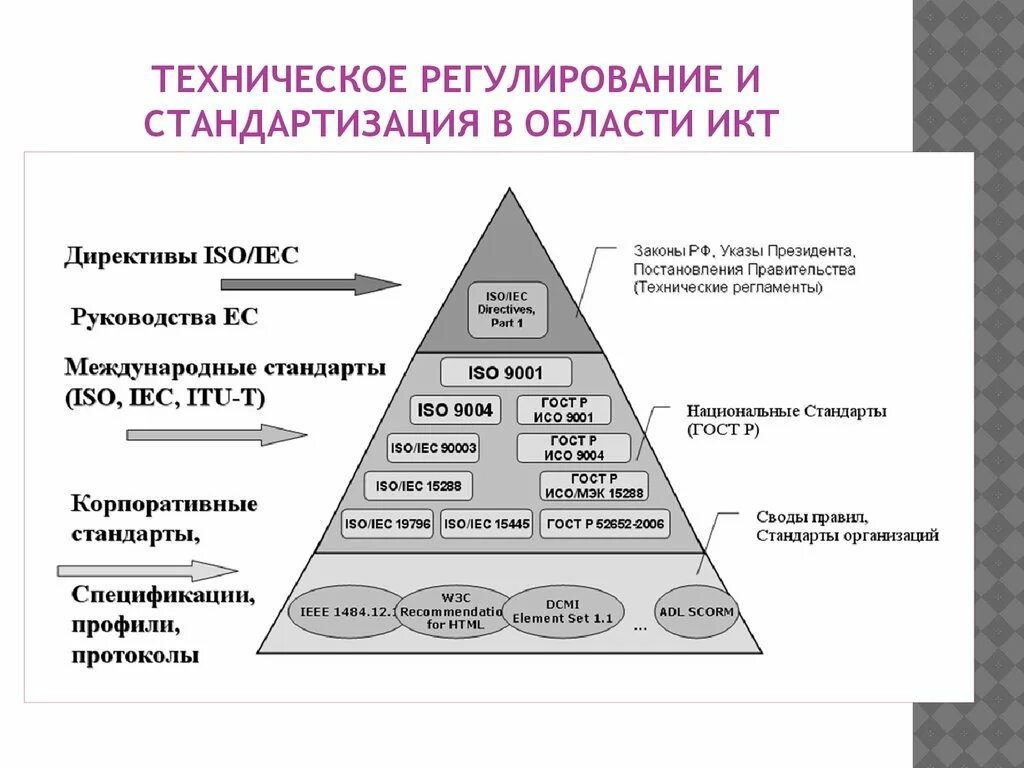 ТЕХНИЧЕСКОЕ РЕГУЛИРОВАНИЕ И
СТАНДАРТИЗАЦИЯ В ОБЛАСТИ ИКТ
Директивы ISO/IEC
Руководства ЕС
Международные стандарты
(ISO, IEC, ITU-T)
Корпоративные
стандарты,
Спецификации,
профили,
протоколы
ISO/IEC
Directives,
Part 1
ISO 9001
ISO 9004
ГОСТ Р
ИСО 9001
ISO/IEC 90003
ГОСТ Р
ИСО 9004
ISO/IEC 15288
ГОСТ Р
ИСО/МЭК 15288
ISO/IEC 19796
ISO/IEC 15445
ГОСТ Р 52652-2006
IEEE 1484.12.
W3C
Recommendatio
for HTML
DCMI
Element Set 1.1
...
ADL SCORM
Законы РФ, Указы Президента,
Постановления Правительства
(Технические регламенты)
Национальные Стандарты
(ГОСТ Р)
Своды правил,
Стандарты организаций